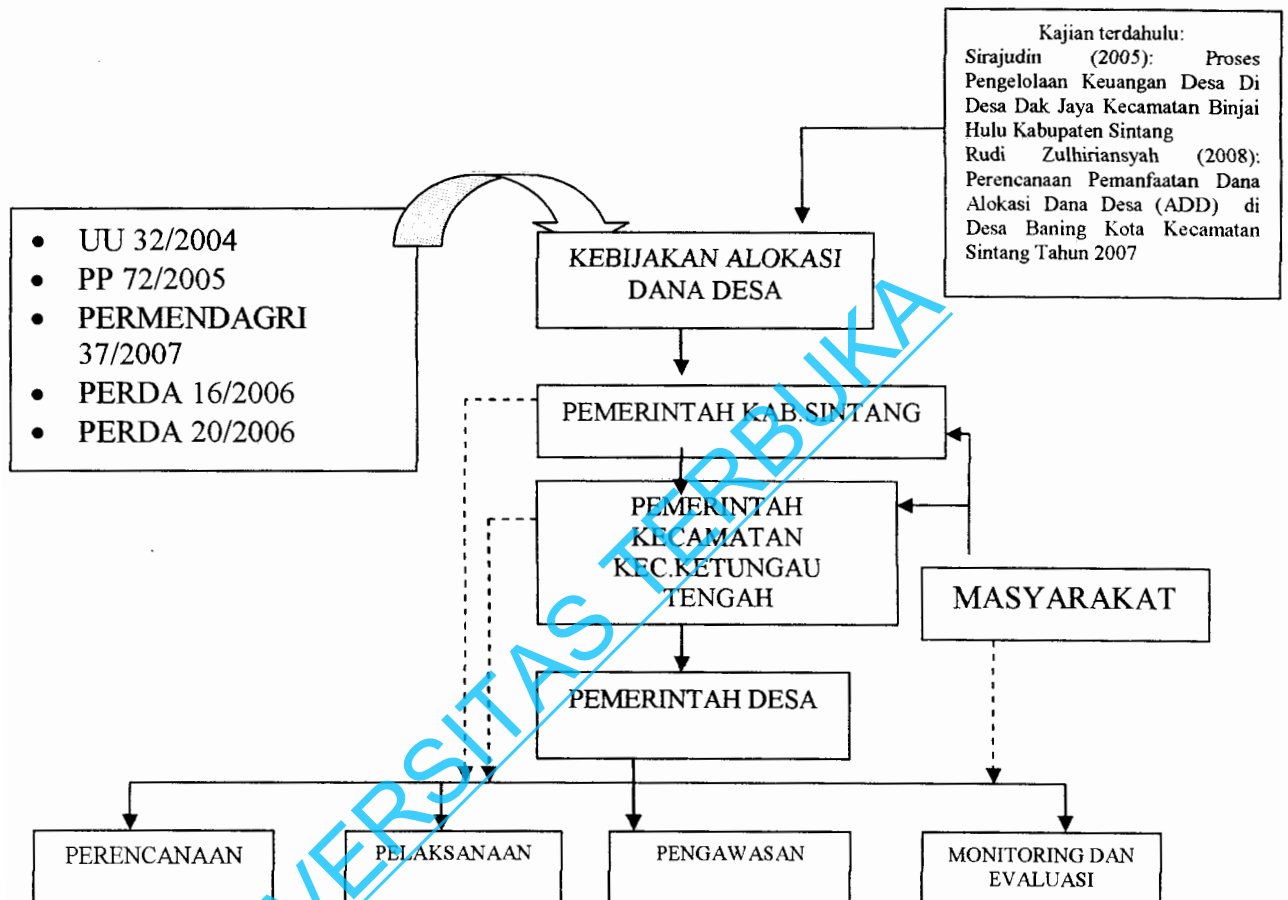 Kajian terdahulu:
Sirajudin (2005): Proses
Pengelolaan Keuangan Desa Di
Desa Dak Jaya Kecamatan Binjai
Hulu Kabupaten Sintang
Rudi Zulhiriansyah (2008):
Perencanaan Pemanfaatan Dana
Alokasi Dana Desa (ADD) di
Desa Baning Kota Kecamatan
Sintang Tahun 2007
• UU 32/2004
• PP 72/2005
• PERMENDAGRI
37/2007
• PERDA 16/2006
• PERDA 20/2006
KEBIJAKAN ALOKASI
DANA DESA
PEMERINTAH KAB.SINTANG
PEMERINTAH
KECAMATAN
KEC.KETUNGAU
TENGAH
MASYARAKAT
PEMERINTAH DESA
PERENCANAAN
PELAKSANAAN
PENGAWASAN
MONITORING DAN
EVALUASI
VERSITAS TERBUKA